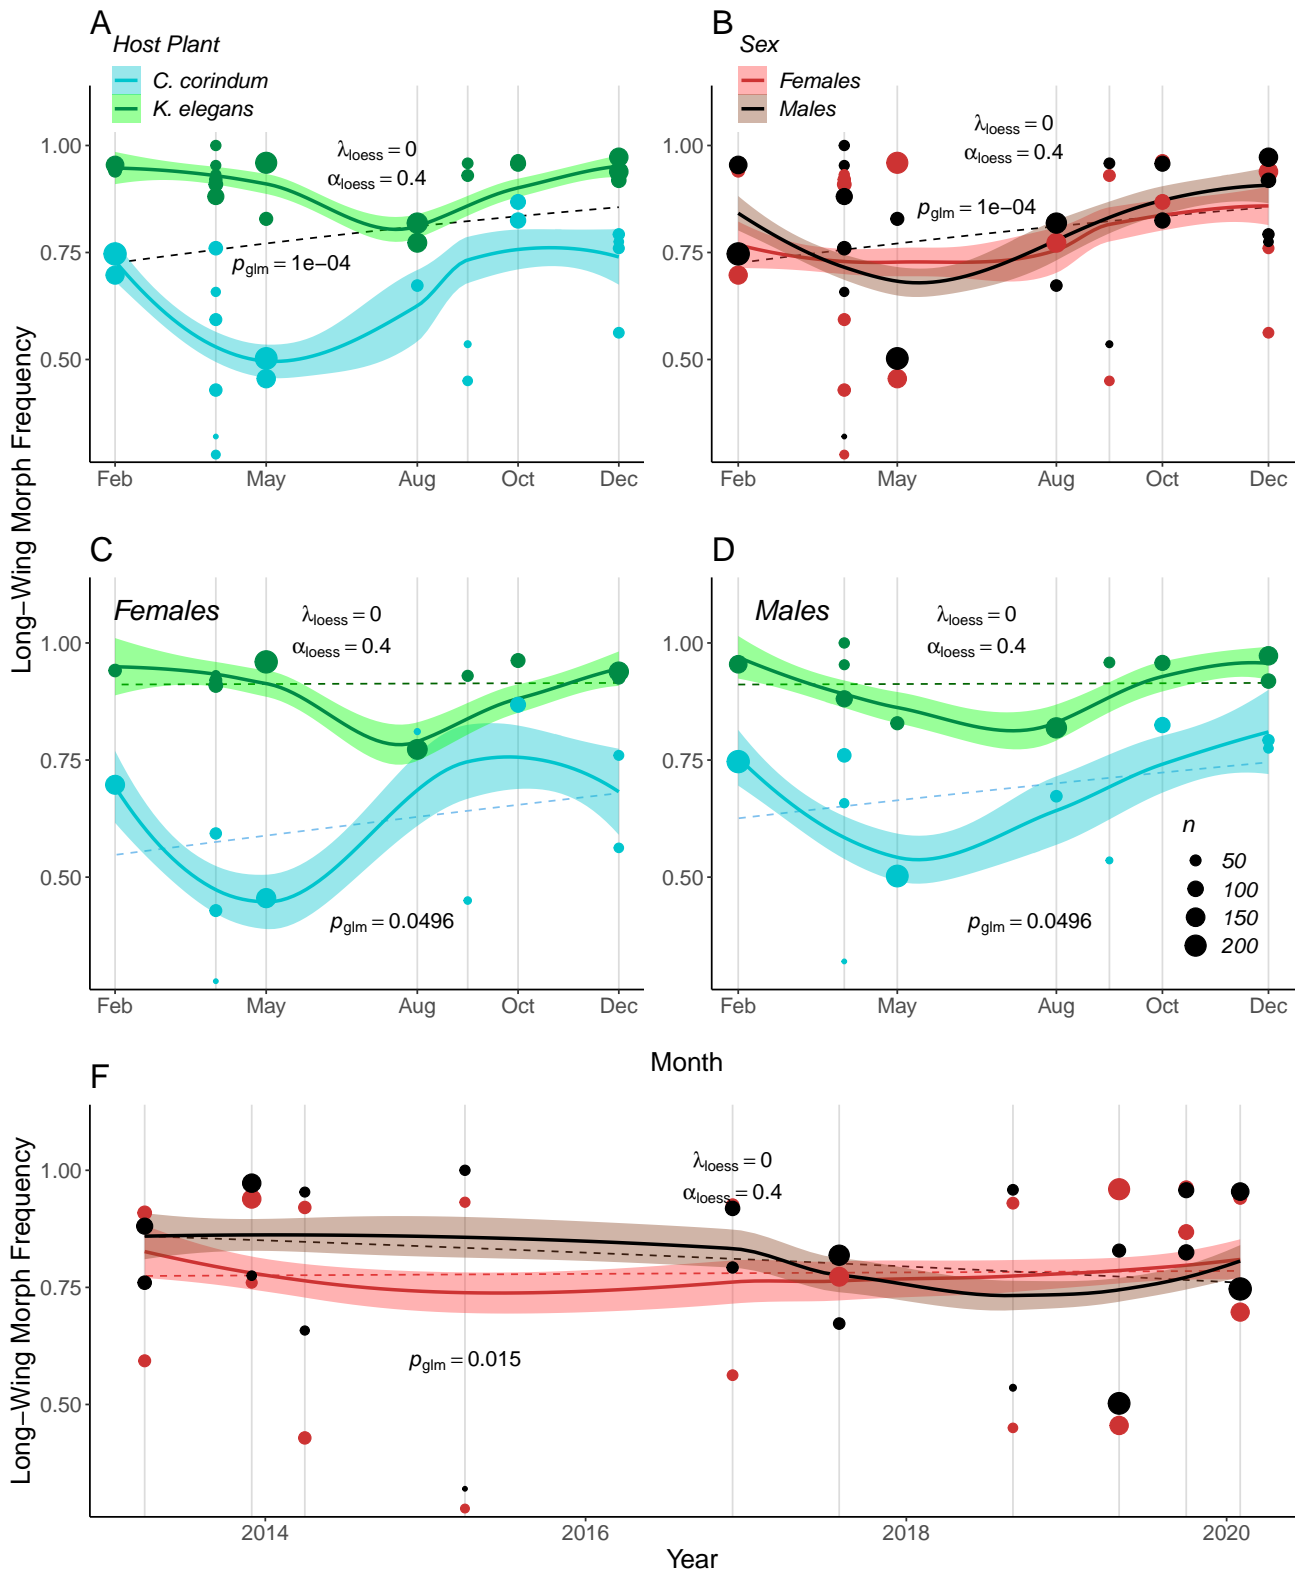 A
Host Plant
C. corindum
K. elegans
λloess = 0
αloess = 0.4
pglm = 1e−04
1.00
0.75
0.50
Feb
May
Aug
Oct
Dec
B
Sex
Females
Males
λloess = 0
αloess = 0.4
pglm = 1e−04
1.00
0.75
0.50
Feb
May
Aug
Oct
Dec
Long−Wing Morph Frequency
C
Females
λloess = 0
αloess = 0.4
pglm = 0.0496
1.00
0.75
0.50
Feb
May
Aug
Oct
Dec
D
Males
λloess = 0
αloess = 0.4
pglm = 0.0496
n
50
100
150
200
1.00
0.75
0.50
Feb
May
Aug
Oct
Dec
Month
F
Long−Wing Morph Frequency
λloess = 0
αloess = 0.4
pglm = 0.015
1.00
0.75
0.50
2014
2016
2018
2020
Year